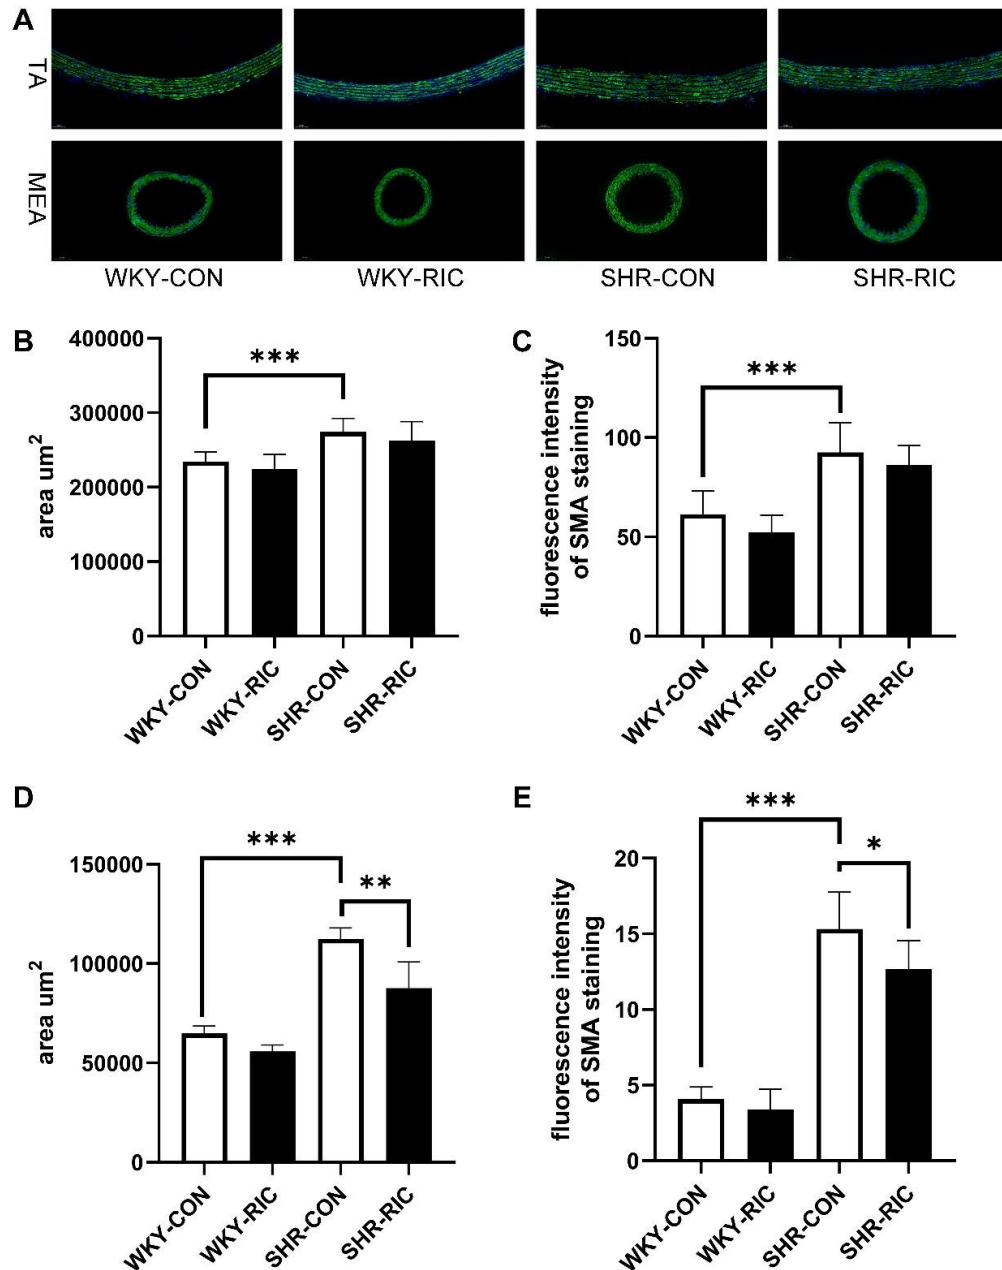 A
TA
MEA
WKY-CON WKY-RIC SHR-CON SHR-RIC
B
400000
300000
200000
100000
0
area um²
***
WKY-CON
WKY-RIC
SHR-CON
SHR-RIC
C
150
100
50
0
fluorescence intensity
of SMA staining
***
WKY-CON
WKY-RIC
SHR-CON
SHR-RIC
D
150000
100000
50000
0
area um²
***
**
WKY-CON
WKY-RIC
SHR-CON
SHR-RIC
E
20
15
10
5
0
fluorescence intensity
of SMA staining
***
*
WKY-CON
WKY-RIC
SHR-CON
SHR-RIC